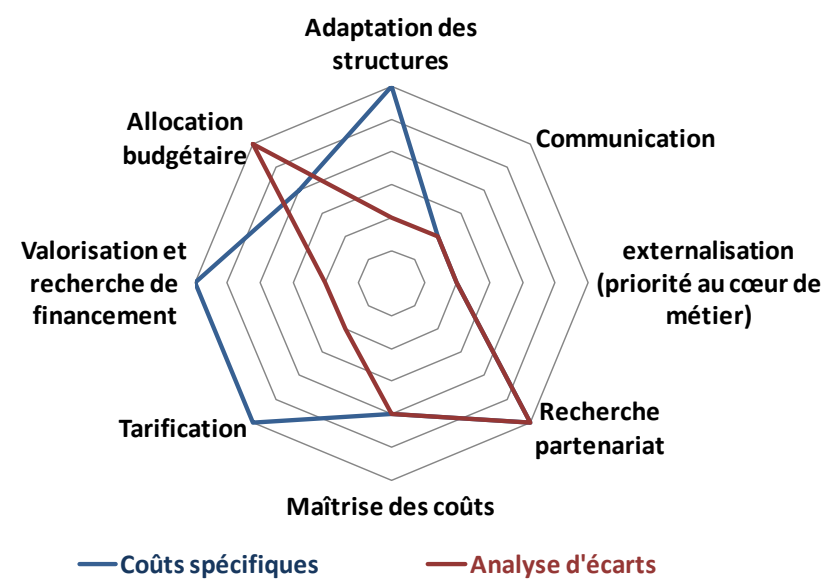 Adaptation des
structures
Communication
Allocation
budgétaire
externalisation
(priorité au cœur de
métier)
Valorisation et
recherche de
financement
Recherche
partenariat
Tarification
Maîtrise des coûts
Coûts spécifiques
Analyse d'écarts